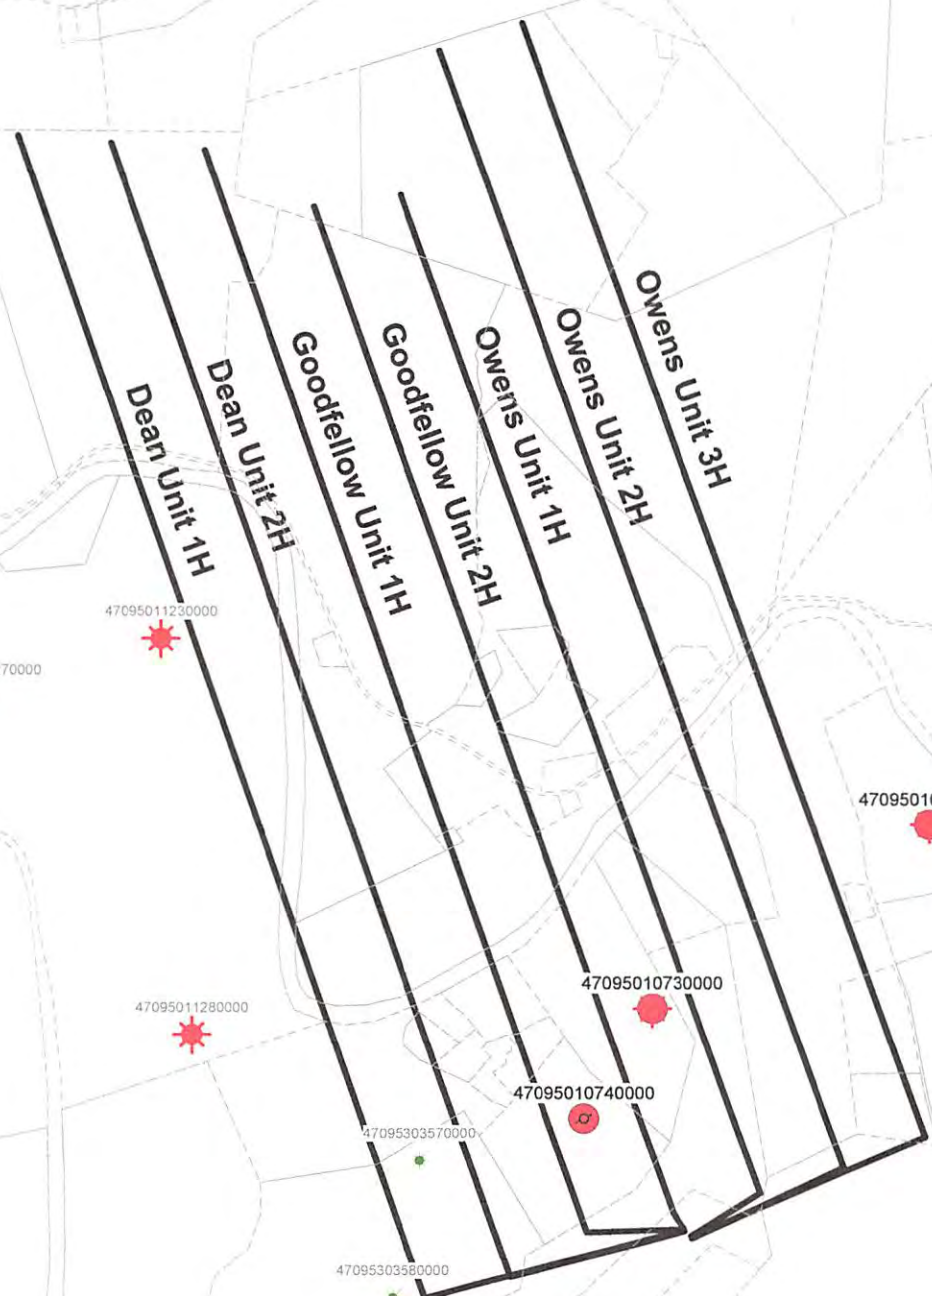 Owens Unit 3H
Owens Unit 2H
Owens Unit 1H
Goodfellow Unit 2H
Goodfellow Unit 1H
Dean Unit 2H
Dean Unit 1H
47095011230000
70000
4709501
47095010730000
47095011280000
47095010740000
47095303570000
47095303580000